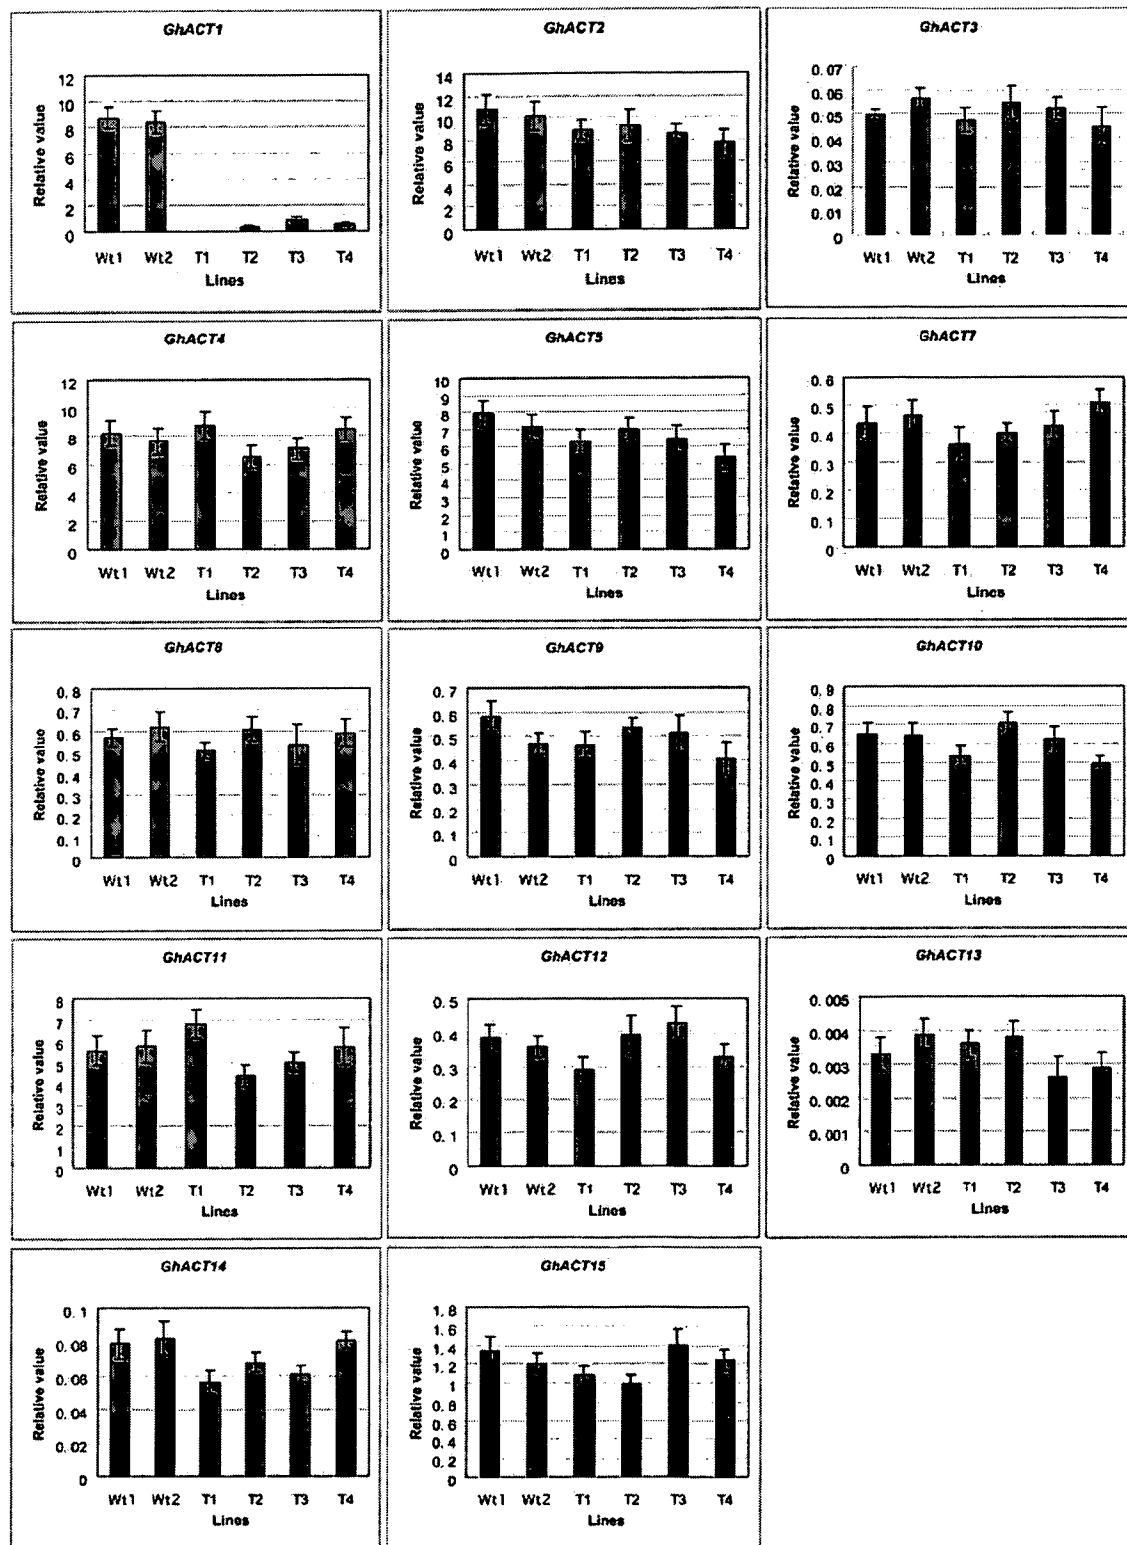 GhACT1
Relative value
12
10
8
6
4
2
0
Wt1 Wt2 T1 T2 T3 T4
Lines
GhACT2
Relative value
14
12
10
8
6
4
2
0
Wt1 Wt2 T1 T2 T3 T4
Lines
GhACT3
Relative value
0.07
0.06
0.05
0.04
0.03
0.02
0.01
0
Wt1 Wt2 T1 T2 T3 T4
Lines
GhACT4
Relative value
12
10
8
6
4
2
0
Wt1 Wt2 T1 T2 T3 T4
Lines
GhACT5
Relative value
10
9
8
7
6
5
4
3
2
1
0
Wt1 Wt2 T1 T2 T3 T4
Lines
GhACT7
Relative value
0.6
0.5
0.4
0.3
0.2
0.1
0
Wt1 Wt2 T1 T2 T3 T4
Lines
GhACT8
Relative value
0.8
0.7
0.6
0.5
0.4
0.3
0.2
0.1
0
Wt1 Wt2 T1 T2 T3 T4
Lines
GhACT9
Relative value
0.7
0.6
0.5
0.4
0.3
0.2
0.1
0
Wt1 Wt2 T1 T2 T3 T4
Lines
GhACT10
Relative value
0.9
0.8
0.7
0.6
0.5
0.4
0.3
0.2
0.1
0
Wt1 Wt2 T1 T2 T3 T4
Lines
GhACT11
Relative value
8
7
6
5
4
3
2
1
0
Wt1 Wt2 T1 T2 T3 T4
Lines
GhACT12
Relative value
0.5
0.4
0.3
0.2
0.1
0
Wt1 Wt2 T1 T2 T3 T4
Lines
GhACT13
Relative value
0.005
0.004
0.003
0.002
0.001
0
Wt1 Wt2 T1 T2 T3 T4
Lines
GhACT14
Relative value
0.1
0.08
0.06
0.04
0.02
0
Wt1 Wt2 T1 T2 T3 T4
Lines
GhACT15
Relative value
1.8
1.6
1.4
1.2
1
0.8
0.6
0.4
0.2
0
Wt1 Wt2 T1 T2 T3 T4
Lines